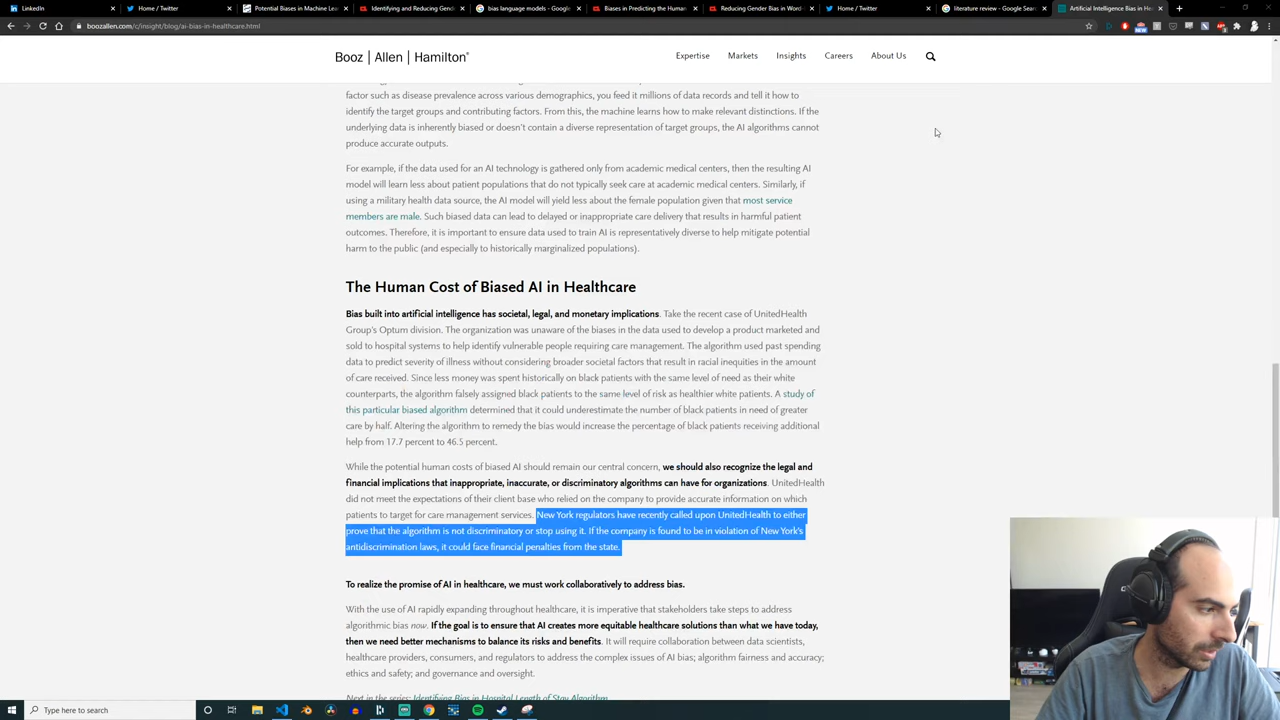 LinkedIn
Home / Twitter
Potential Biases in Machine Lea
Identifying and Reducing Gende
bias language models - Google
Biases in Predicting the Human
Reducing Gender Bias in Word-
Home / Twitter
literature review - Google Sear
Artificial Intelligence Bias in He
boozallen.com/c/insight/blog/ai-bias-in-healthcare.html
Booz | Allen | Hamilton®
Expertise
Markets
Insights
Careers
About Us
factor such as disease prevalence across various demographics, you feed it millions of data records and tell it how to
identify the target groups and contributing factors. From this, the machine learns how to make relevant distinctions. If the
underlying data is inherently biased or doesn't contain a diverse representation of target groups, the AI algorithms cannot
produce accurate outputs.
For example, if the data used for an AI technology is gathered only from academic medical centers, then the resulting AI
model will learn less about patient populations that do not typically seek care at academic medical centers. Similarly, if
using a military health data source, the AI model will yield less about the female population given that most service
members are male. Such biased data can lead to delayed or inappropriate care delivery that results in harmful patient
outcomes. Therefore, it is important to ensure data used to train AI is representatively diverse to help mitigate potential
harm to the public (and especially to historically marginalized populations).
The Human Cost of Biased AI in Healthcare
Bias built into artificial intelligence has societal, legal, and monetary implications. Take the recent case of UnitedHealth
Group's Optum division. The organization was unaware of the biases in the data used to develop a product marketed and
sold to hospital systems to help identify vulnerable people requiring care management. The algorithm used past spending
data to predict severity of illness without considering broader societal factors that result in racial inequities in the amount
of care received. Since less money was spent historically on black patients with the same level of need as their white
counterparts, the algorithm falsely assigned black patients to the same level of risk as healthier white patients. A study of
this particular biased algorithm determined that it could underestimate the number of black patients in need of greater
care by half. Altering the algorithm to remedy the bias would increase the percentage of black patients receiving additional
help from 17.7 percent to 46.5 percent.
While the potential human costs of biased AI should remain our central concern, we should also recognize the legal and
financial implications that inappropriate, inaccurate, or discriminatory algorithms can have for organizations. UnitedHealth
did not meet the expectations of their client base who relied on the company to provide accurate information on which
patients to target for care management services. New York regulators have recently called upon UnitedHealth to either
prove that the algorithm is not discriminatory or stop using it. If the company is found to be in violation of New York's
antidiscrimination laws, it could face financial penalties from the state.
To realize the promise of AI in healthcare, we must work collaboratively to address bias.
With the use of AI rapidly expanding throughout healthcare, it is imperative that stakeholders take steps to address
algorithmic bias now. If the goal is to ensure that AI creates more equitable healthcare solutions than what we have today,
then we need better mechanisms to balance its risks and benefits. It will require collaboration between data scientists,
healthcare providers, consumers, and regulators to address the complex issues of AI bias; algorithm fairness and accuracy;
ethics and safety; and governance and oversight.
Next in the series: Identifying Bias in Hospital Length of Stay Algorithm
Type here to search